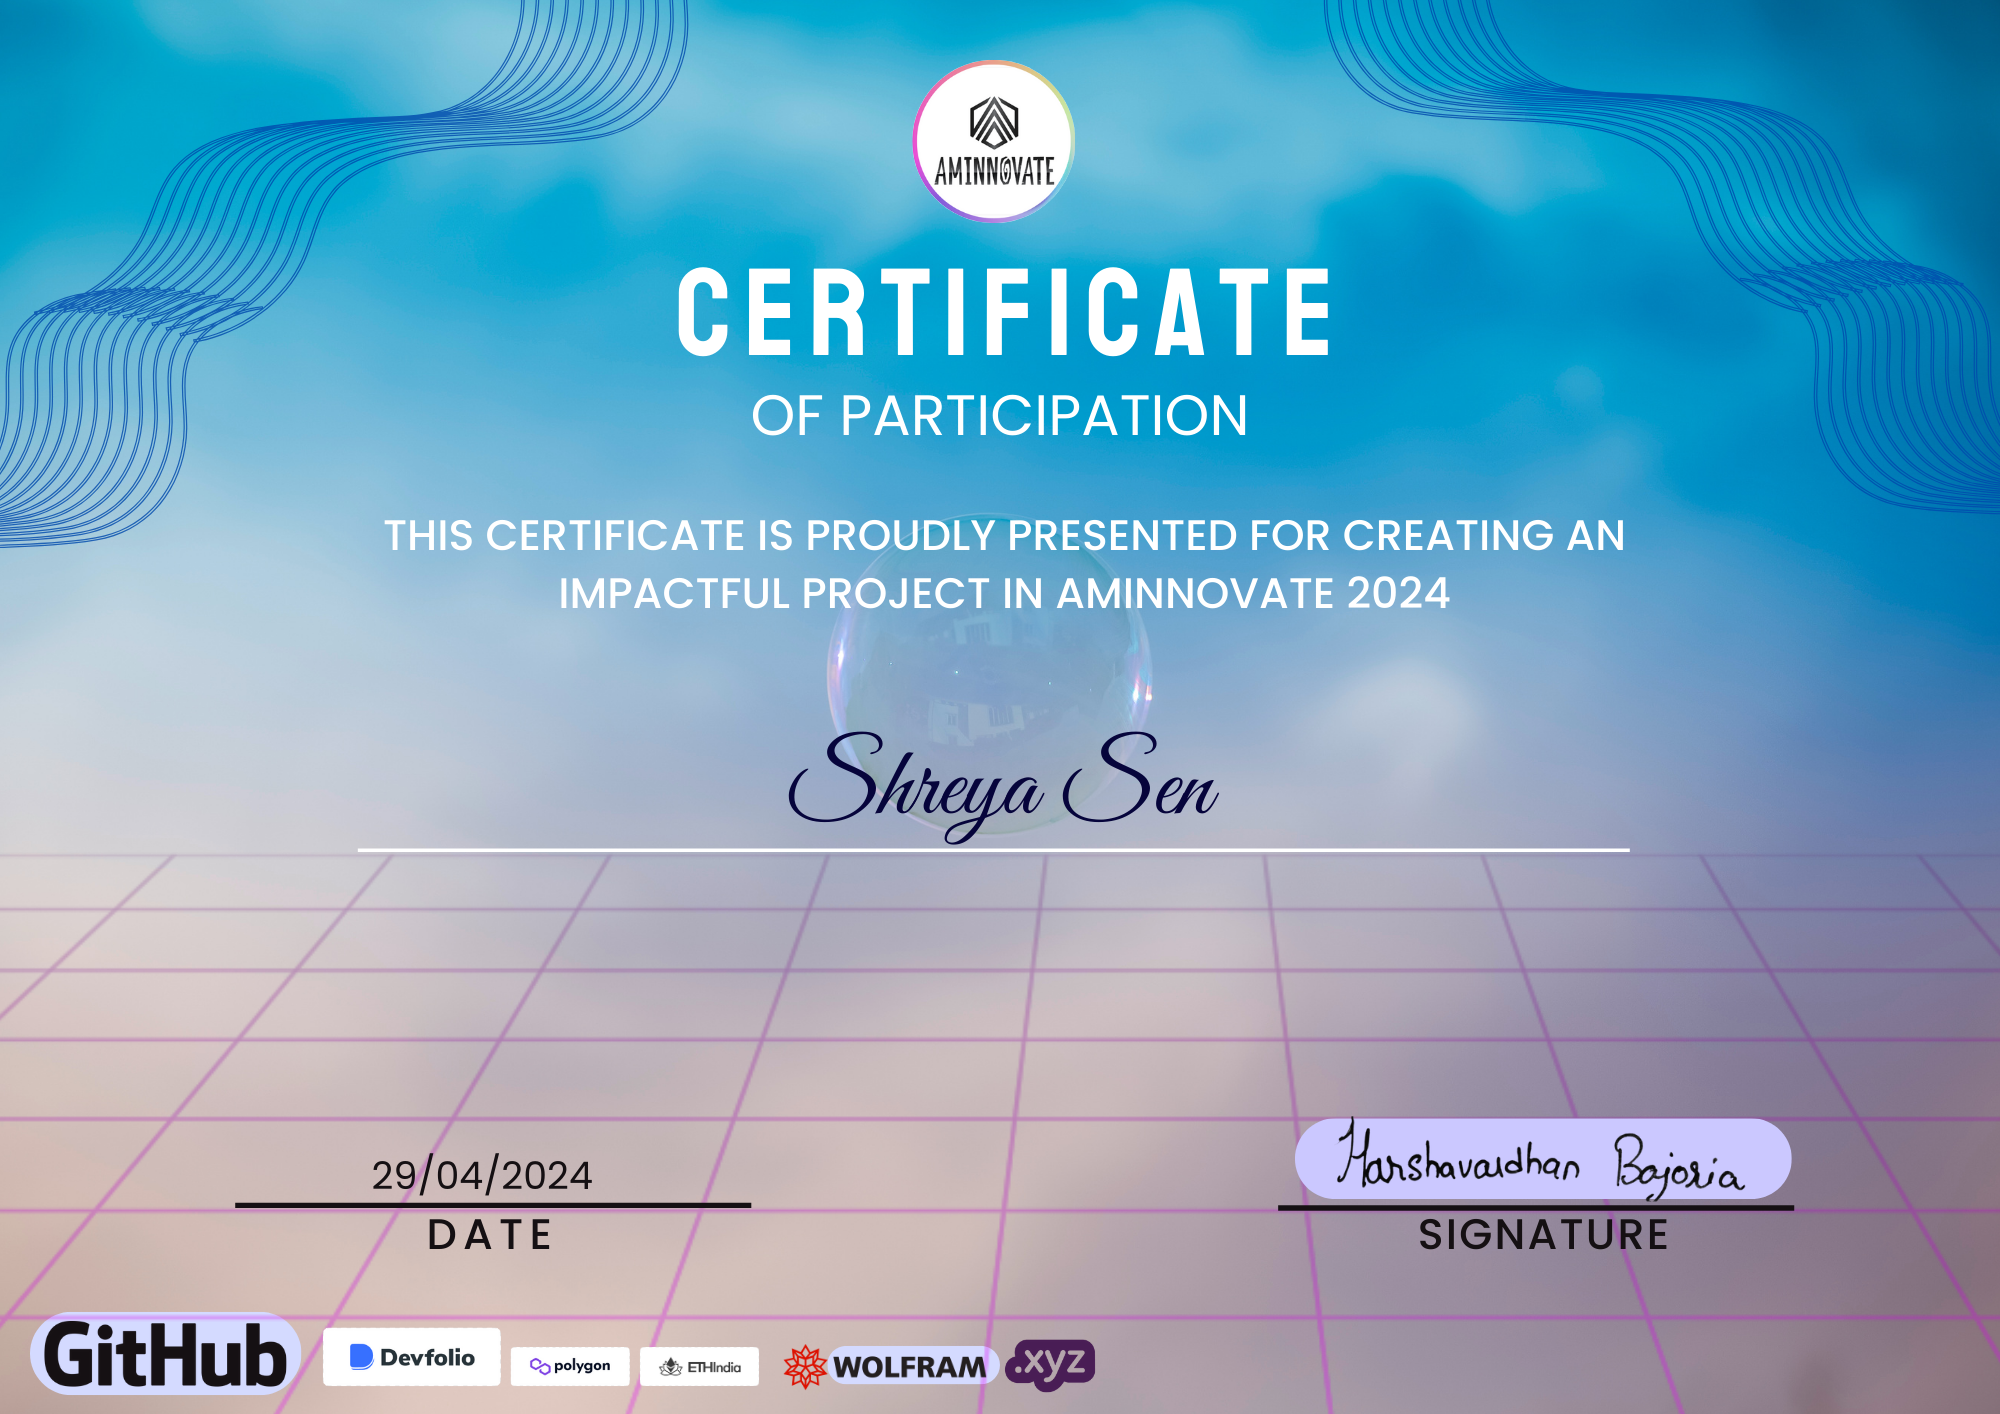 AMINNOVATE
CERTIFICATE
OF PARTICIPATION
THIS CERTIFICATE IS PROUDLY PRESENTED FOR CREATING AN
IMPACTFUL PROJECT IN AMINNOVATE 2024
Shreya Sen
29/04/2024
DATE
Harshavardhan Bajoria
SIGNATURE
GitHub
Devfolio
polygon
ETHIndia
WOLFRAM
.xyz